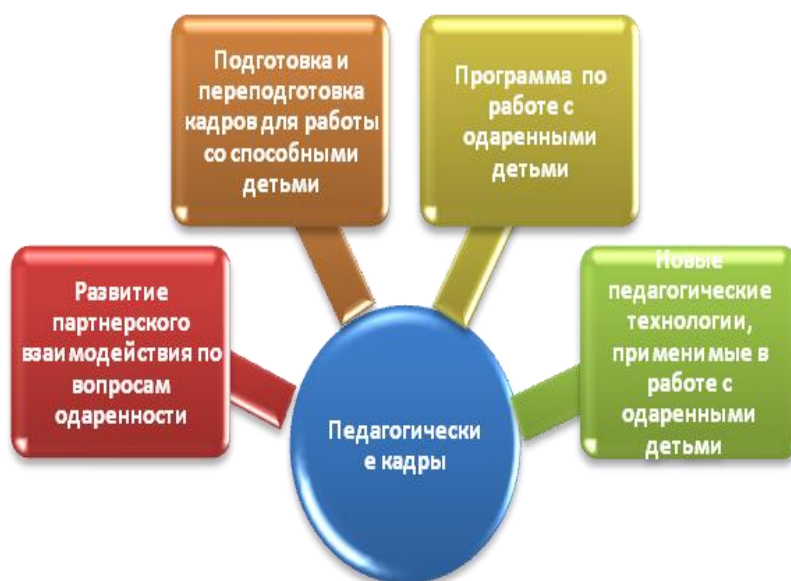 Подготовка и
переподготовка
кадров для работы
со способными
детьми
Программа по
работе с
одаренными
детьми
Развитие
партнерского
взаимодействия по
вопросам
одаренности
Новые
педагогические
технологии,
применимые в
работе с
одаренными
детьми
Педагогически
е кадры